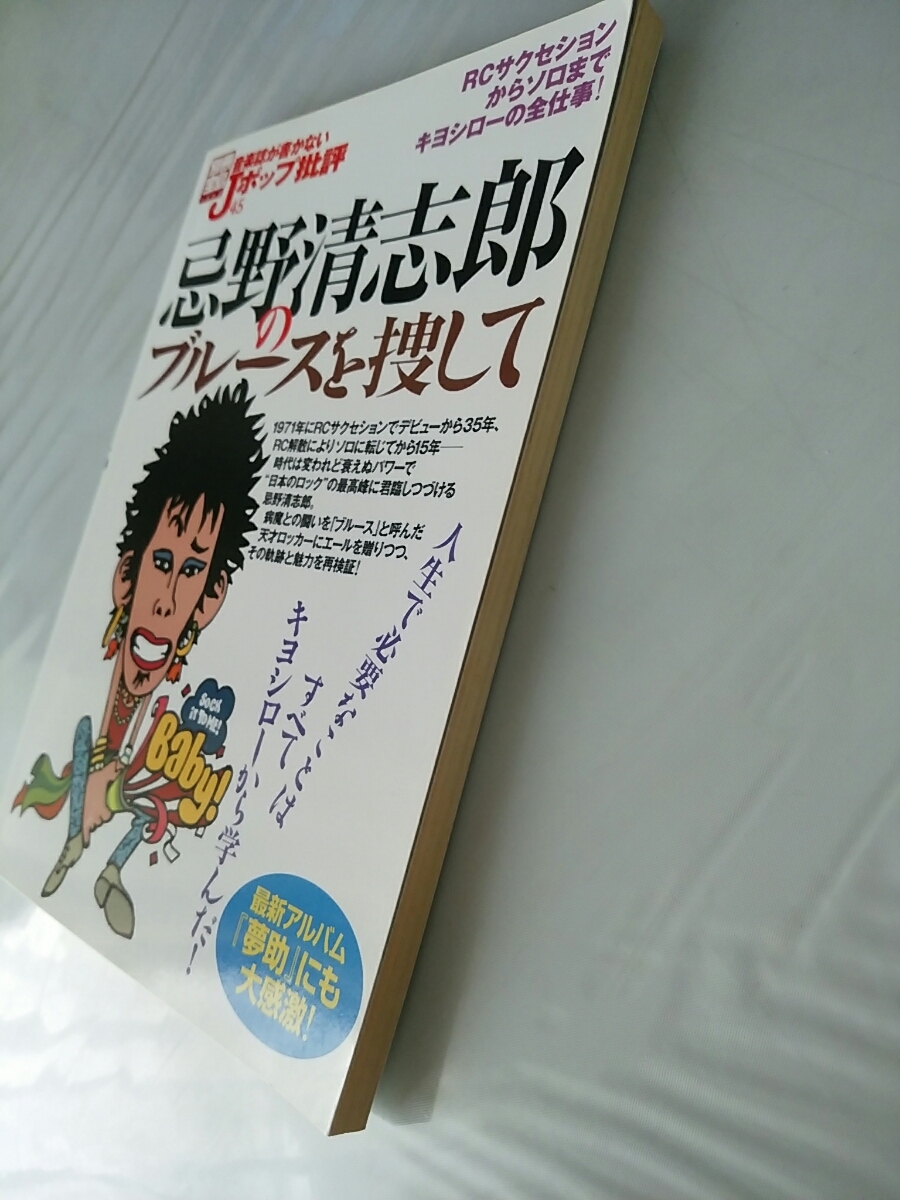 RCサクセション
からソロまで
キヨシローの全仕事!
音楽誌が書かない
Jポップ批評
45
忌野清志郎
の
ブルースを捜して
1971年にRCサクセションでデビューから35年、
RC解散によりソロに転じてから15年──
時代は変われど衰えぬパワーで
“日本のロック”の最高峰に君臨しつづける
忌野清志郎。
病魔との闘いを「ブルース」と呼んだ
天才ロッカーにエールを贈りつつ、
その軌跡と魅力を再検証!
人生で必要なことは
すべて
キヨシローから学んだ!
SOCK
IT TO ME!
Baby!
最新アルバム
『夢助』にも
大感激!